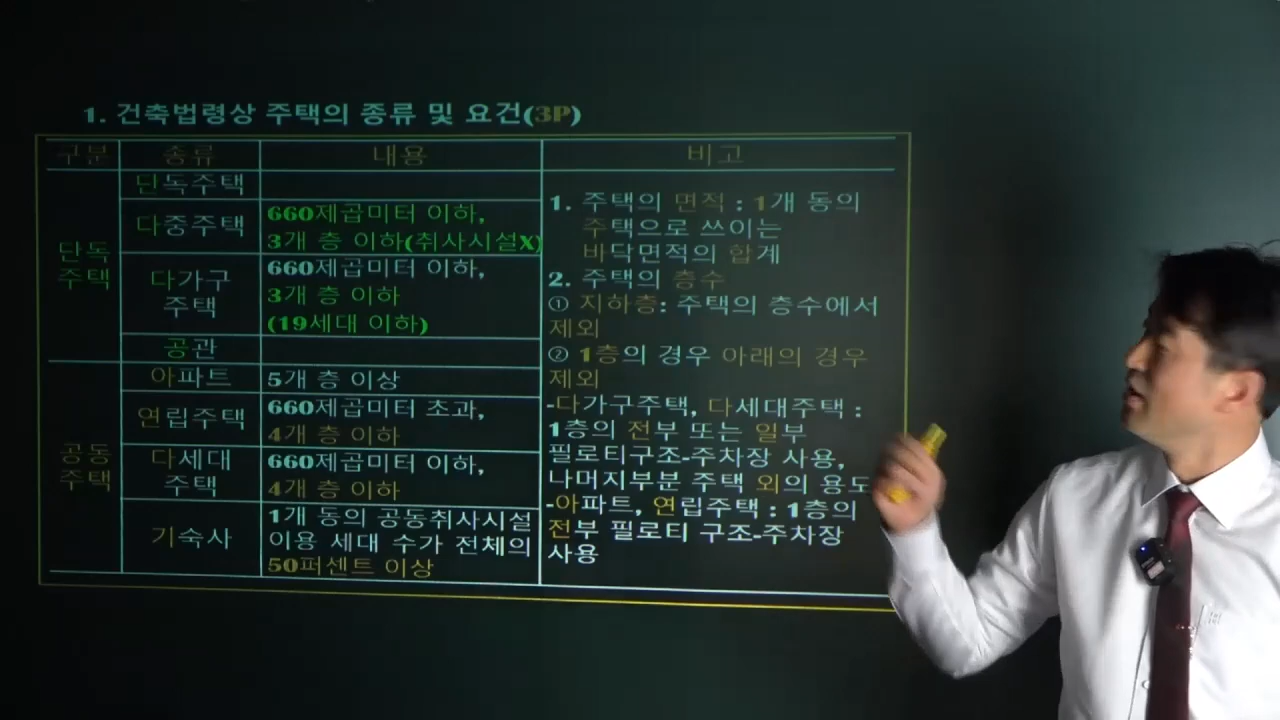 1. 건축법령상 주택의 종류 및 요건(3P)
구분 종류 내용 비고
단독
주택
단독주택
다중주택
660제곱미터 이하,
3개 층 이하(취사시설X)
다가구
주택
660제곱미터 이하,
3개 층 이하
(19세대 이하)
공관
공동
주택
아파트
5개 층 이상
연립주택
660제곱미터 초과,
4개 층 이하
다세대
주택
660제곱미터 이하,
4개 층 이하
기숙사
1개 동의 공동취사시설
이용 세대 수가 전체의
50퍼센트 이상
1. 주택의 면적 : 1개 동의
주택으로 쓰이는
바닥면적의 합계
2. 주택의 층수
① 지하층: 주택의 층수에서
제외
② 1층의 경우 아래의 경우
제외
-다가구주택, 다세대주택 :
1층의 전부 또는 일부
필로티구조-주차장 사용,
나머지부분 주택 외의 용도
-아파트, 연립주택 : 1층의
전부 필로티 구조-주차장
사용